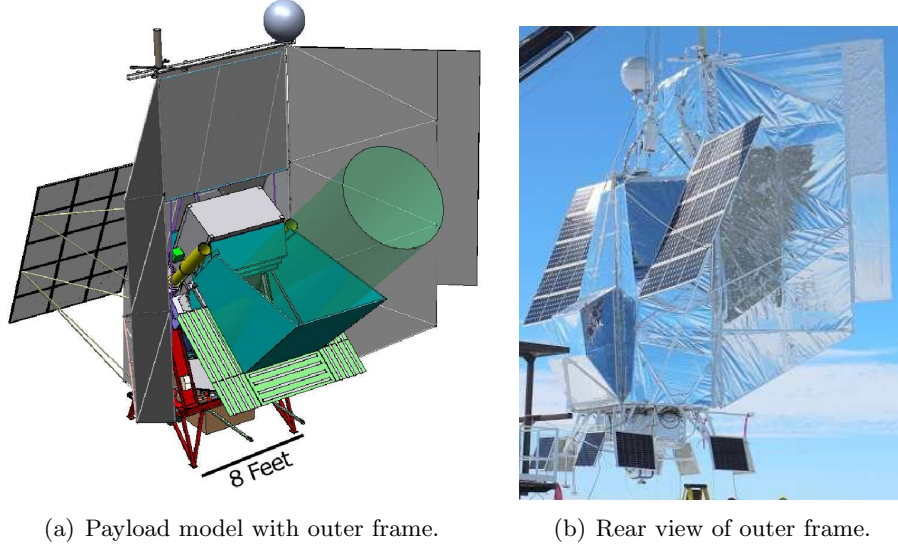 8 Feet
(a) Payload model with outer frame.
(b) Rear view of outer frame.